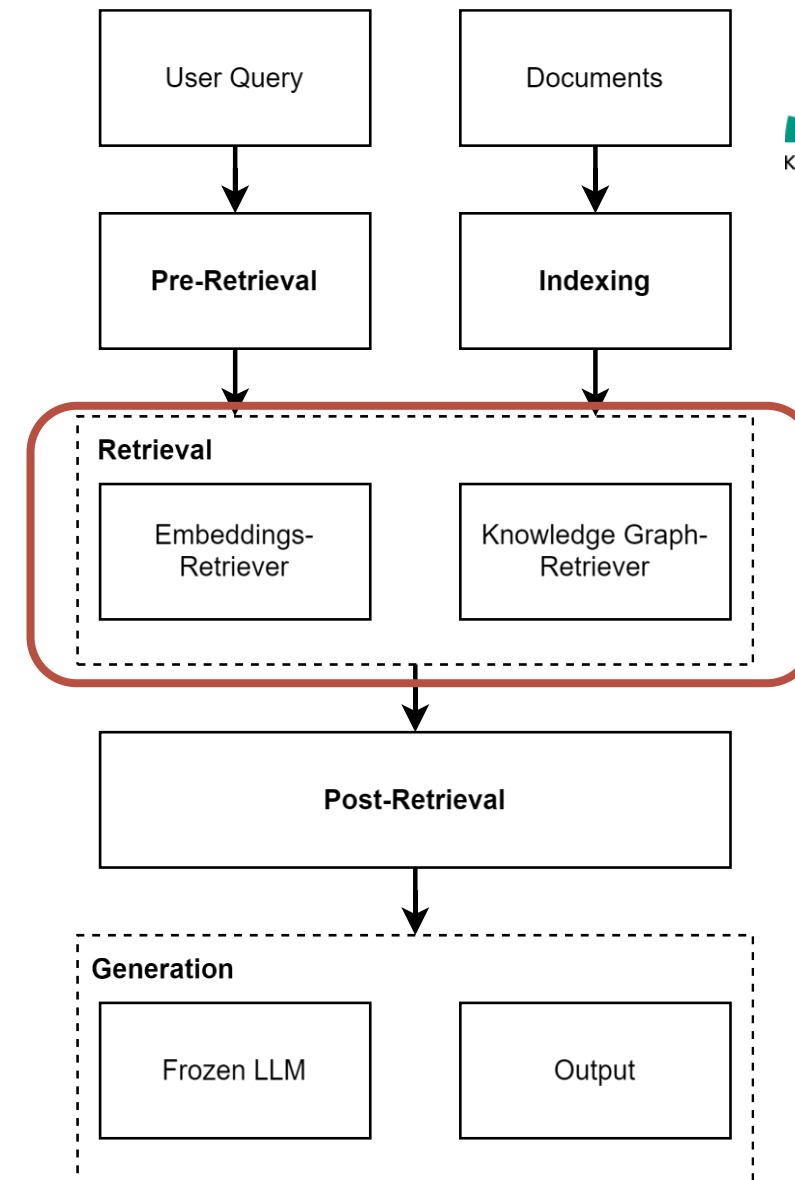 User Query
Documents
K
Pre-Retrieval
Indexing
Retrieval
Embeddings-
Retriever
Knowledge Graph-
Retriever
Post-Retrieval
Generation
Frozen LLM
Output